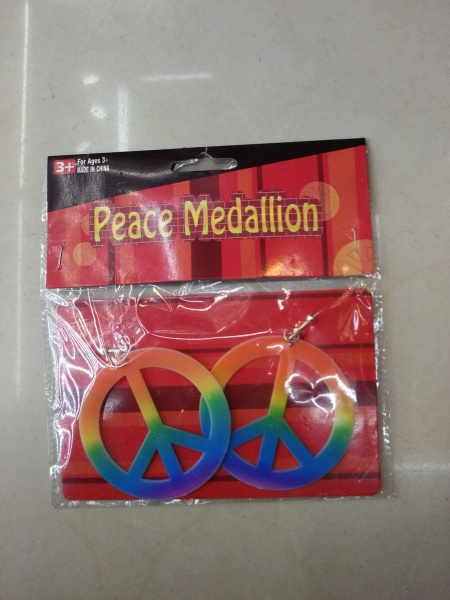 3+ For Ages 3+
MADE IN CHINA
Peace Medallion